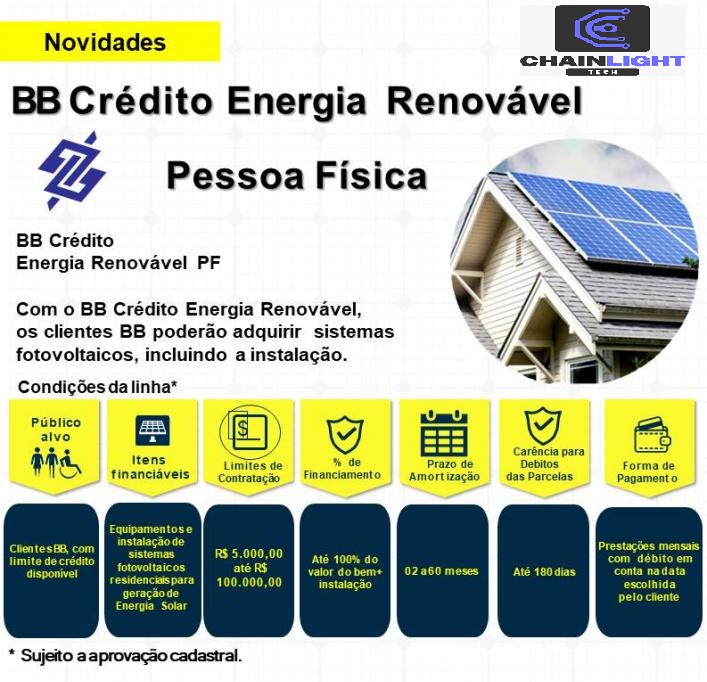 Novidades
CHAINLIGHT
TECH
BB Crédito Energia Renovável
Pessoa Física
BB Crédito
Energia Renovável PF
Com o BB Crédito Energia Renovável,
os clientes BB poderão adquirir sistemas
fotovoltaicos, incluindo a instalação.
Condições da linha*
Público
alvo
Itens
financiáveis
$
Limites de
Contratação
% de
Financiamento
Prazo de
Amortização
Carência para
Debitos
das Parcelas
Forma de
Pagamento
Clientes BB, com
limite de crédito
disponível
Equipamentos e
instalação de
sistemas
fotovoltaicos
residenciais para
geração de
Energia Solar
R$ 5.000,00
até R$
100.000,00
Até 100% do
valor do bem+
instalação
02 a 60 meses
Até 180 dias
Prestações mensais
com débito em
conta na data
escolhida
pelo cliente
* Sujeito a aprovação cadastral.